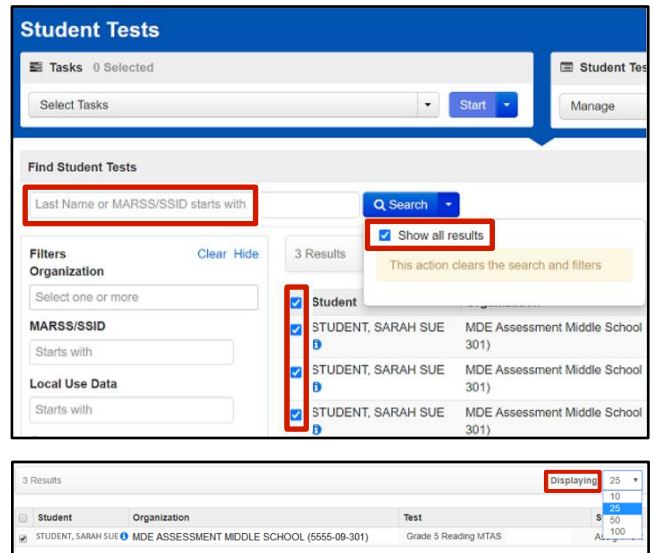 Student Tests
Tasks 0 Selected
Student Tes
Select Tasks
Start
Manage
Find Student Tests
Last Name or MARSS/SSID starts with
Search
Show all results
This action clears the search and filters
Filters
Clear Hide
3 Results
Organization
Select one or more
Student
MARSS/SSID
Starts with
STUDENT, SARAH SUE
MDE Assessment Middle School
301)
STUDENT, SARAH SUE
MDE Assessment Middle School
301)
Local Use Data
Starts with
STUDENT, SARAH SUE
MDE Assessment Middle School
301)
3 Results
Displaying 25
10
25
50
100
Student Organization Test
STUDENT, SARAH SUE MDE ASSESSMENT MIDDLE SCHOOL (5555-09-301) Grade 5 Reading MTAS